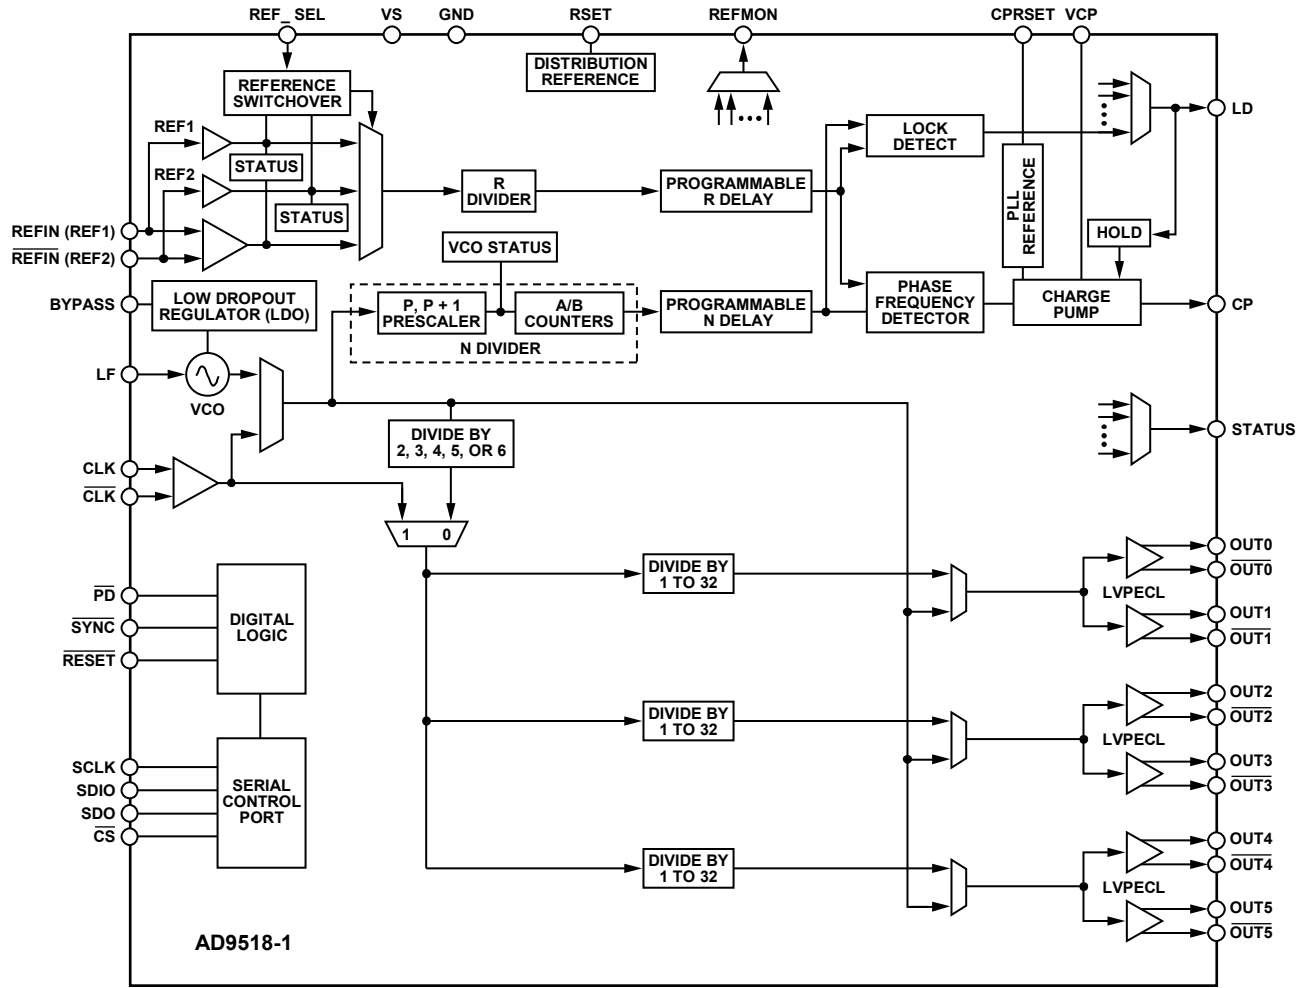 REF_ SEL
VS
GND
RSET
REFMON
CPRSET
VCP
DISTRIBUTION
REFERENCE
REFERENCE
SWITCHOVER
REF1
STATUS
REF2
STATUS
REFIN (REF1)
REFIN (REF2)
BYPASS
LOW DROPOUT
REGULATOR (LDO)
LF
VCO
CLK
CLK
R
DIVIDER
PROGRAMMABLE
R DELAY
VCO STATUS
P, P + 1
PRESCALER
A/B
COUNTERS
N DIVIDER
PROGRAMMABLE
N DELAY
LOCK
DETECT
PLL
REFERENCE
HOLD
PHASE
FREQUENCY
DETECTOR
CHARGE
PUMP
LD
CP
STATUS
DIVIDE BY
2, 3, 4, 5, OR 6
1
0
PD
SYNC
RESET
DIGITAL
LOGIC
SCLK
SDIO
SDO
CS
SERIAL
CONTROL
PORT
DIVIDE BY
1 TO 32
LVPECL
OUT0
OUT0
OUT1
OUT1
DIVIDE BY
1 TO 32
LVPECL
OUT2
OUT2
OUT3
OUT3
DIVIDE BY
1 TO 32
LVPECL
OUT4
OUT4
OUT5
OUT5
AD9518-1